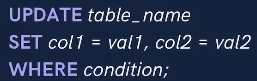 UPDATE table_name
SET col1 = val1, col2 = val2
WHERE condition;